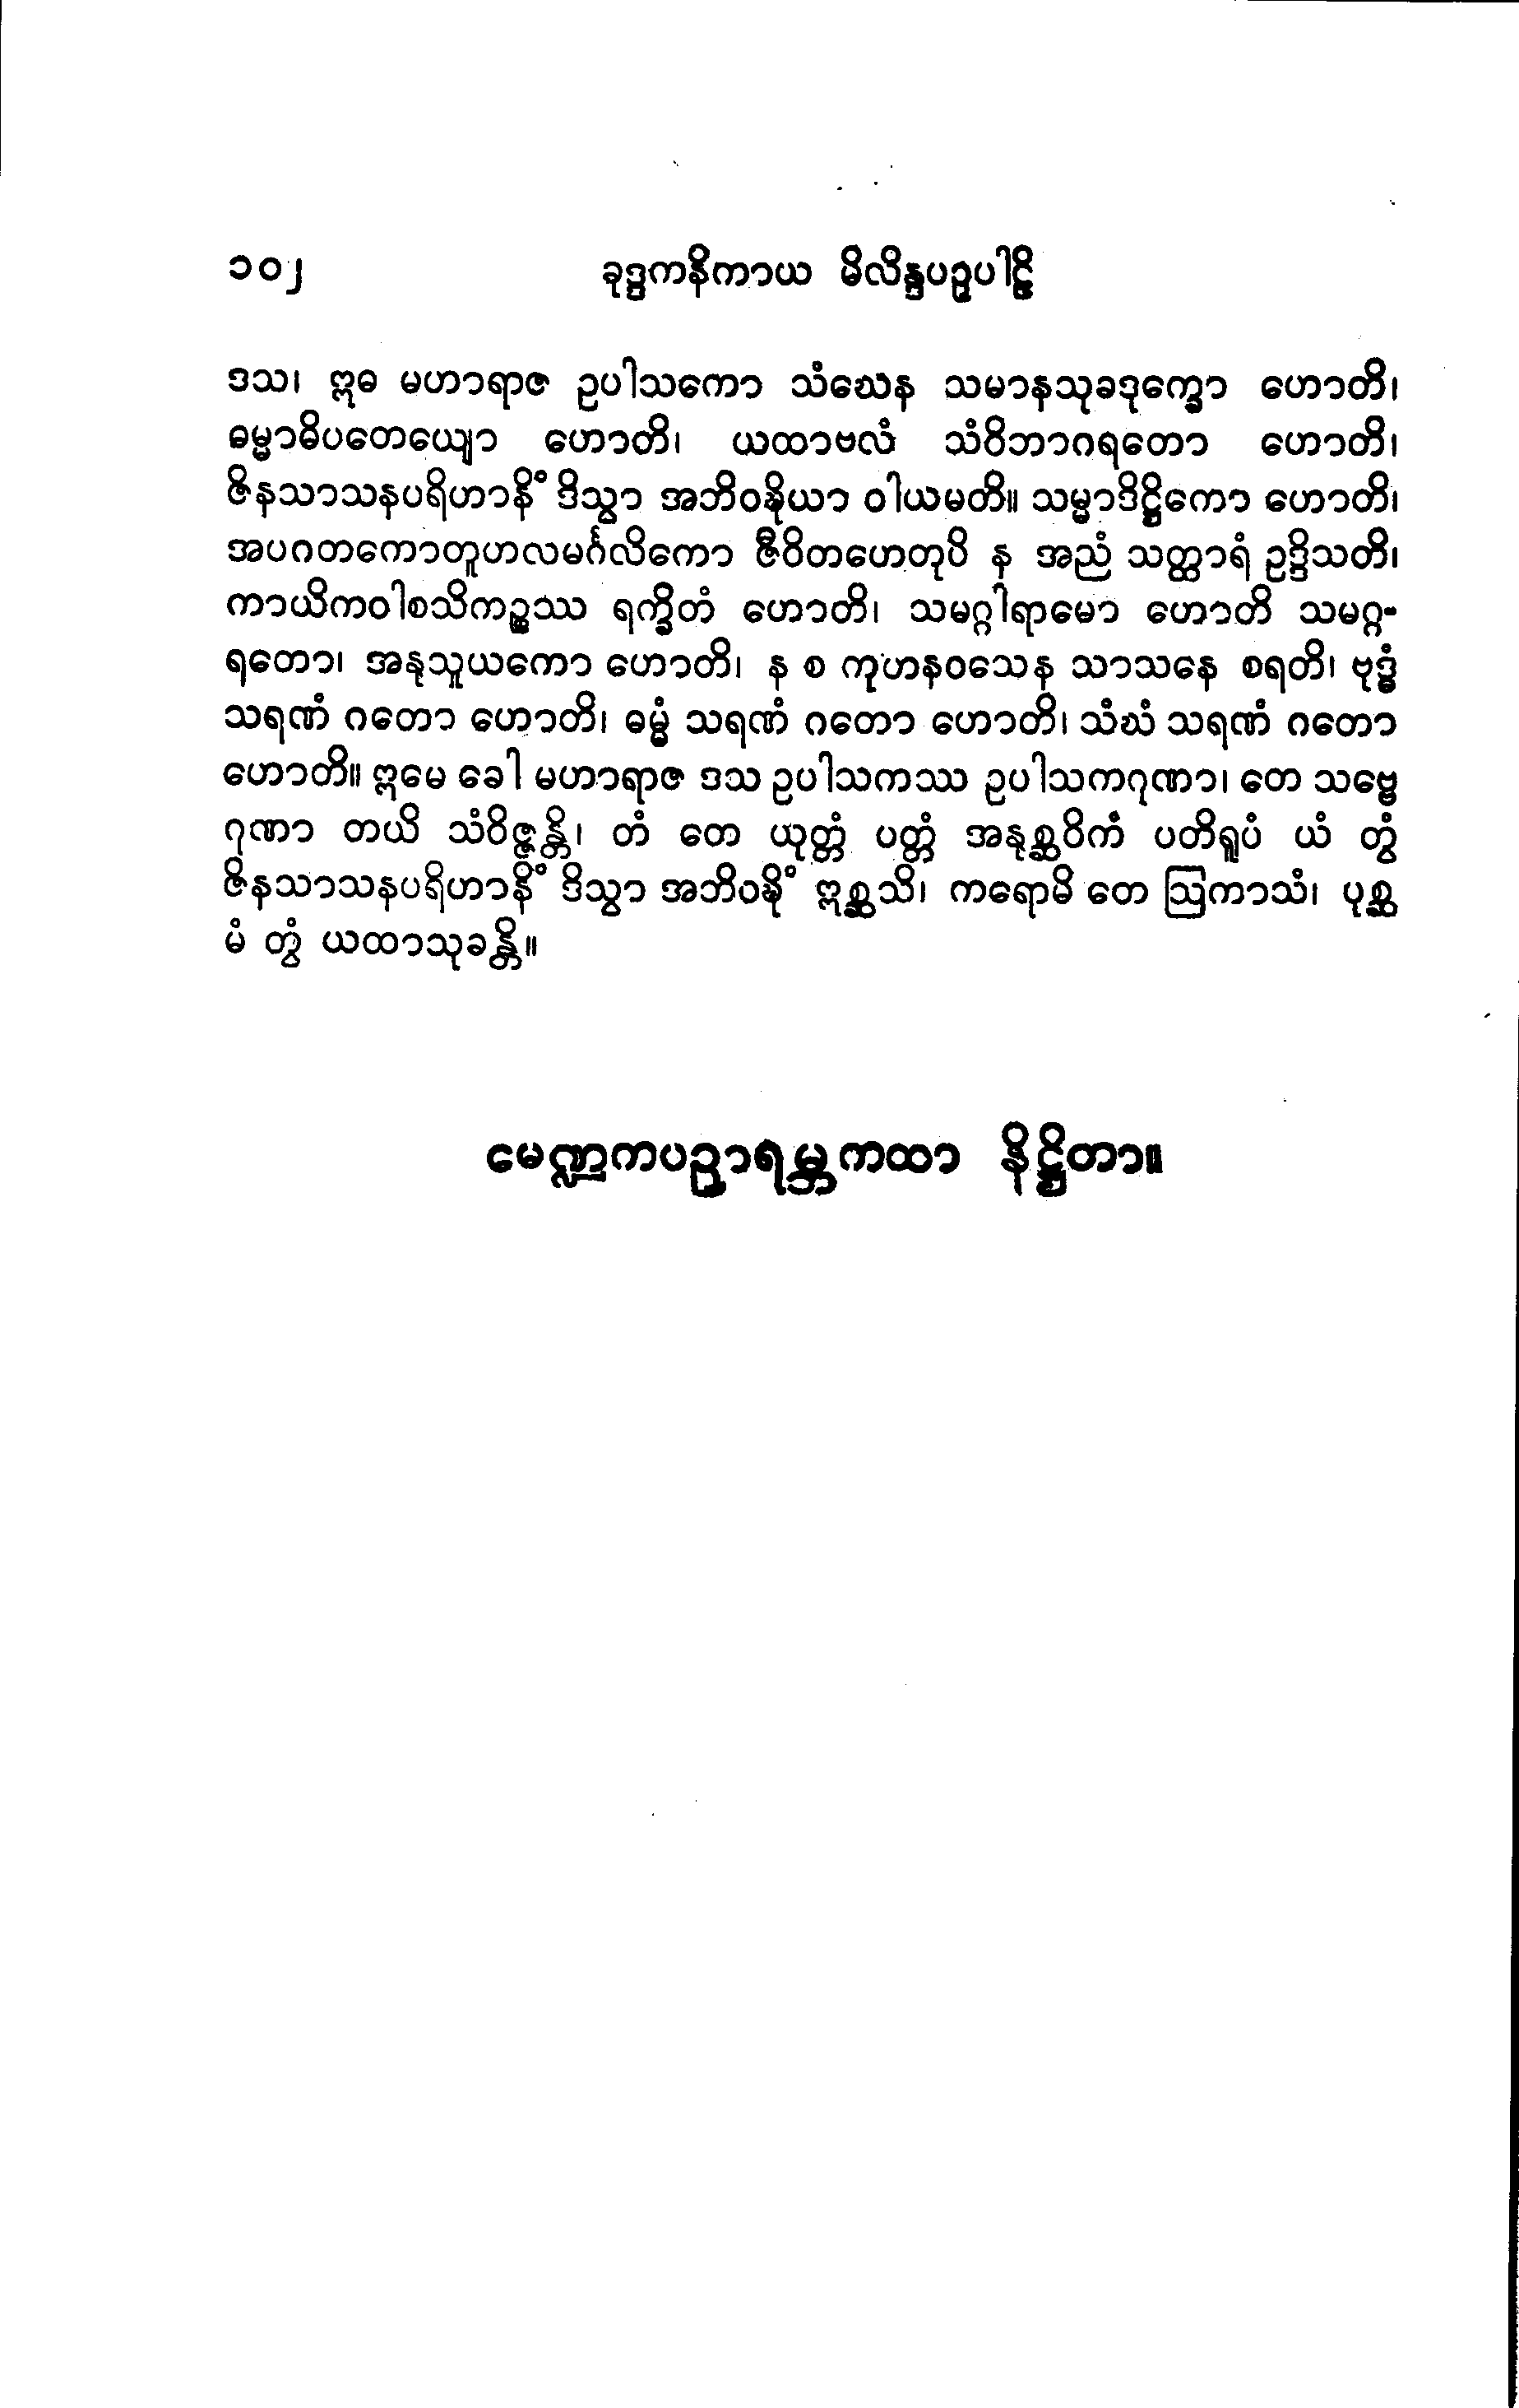 ၁၀၂ ခုဒ္ဒကနိကာယ မိလိန္ဒပဉှပါဠိ
ဒသ၊ ဣဓ မဟာရာဇ ဥပါသကော သံဃေန သမာနသုခဒုက္ခော ဟောတိ၊
ဓမ္မာဓိပတေယျော ဟောတိ၊ ယထာဗလံ သံဝိဘာဂရတော ဟောတိ၊
ဇိနသာသနပရိဟာနိံ ဒိသွာ အဘိဝဍ္ဎိယာ ဝါယမတိ။ သမ္မာဒိဋ္ဌိကော ဟောတိ၊
အပဂတကောတူဟလမင်္ဂလိကော ဇီဝိတဟေတုပိ န အညံ သတ္ထာရံ ဥဒ္ဒိသတိ၊
ကာယိကဝါစသိကဉ္စဿ ရက္ခိတံ ဟောတိ၊ သမဂ္ဂါရာမော ဟောတိ သမဂ္ဂ-
ရတော၊ အနုသူယကော ဟောတိ၊ န စ ကုဟနဝသေန သာသနေ စရတိ၊ ဗုဒ္ဓံ
သရဏံ ဂတော ဟောတိ၊ ဓမ္မံ သရဏံ ဂတော ဟောတိ၊ သံဃံ သရဏံ ဂတော
ဟောတိ။ ဣမေ ခေါ မဟာရာဇ ဒသ ဥပါသကဿ ဥပါသကဂုဏာ၊ တေ သဗ္ဗေ
ဂုဏာ တယိ သံဝိဇ္ဇန္တိ၊ တံ တေ ယုတ္တံ ပတ္တံ အနုစ္ဆဝိကံ ပတိရူပံ ယံ တွံ
ဇိနသာသနပရိဟာနိံ ဒိသွာ အဘိဝဍ္ဎိံ ဣစ္ဆသိ၊ ကရောမိ တေ ဩကာသံ၊ ပုစ္ဆ
မံ တွံ ယထာသုခန္တိ။
မေဏ္ဍကပဉှာရမ္ဘကထာ နိဋ္ဌိတာ။